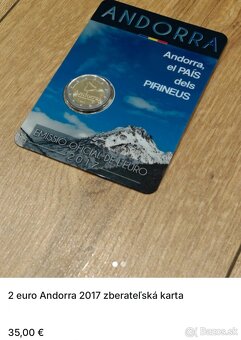 ANDORRA
Andorra,
el PAÍS
dels
PIRINEUS
EMISSIÓ OFICIAL DE L'EURO
2017
2 euro Andorra 2017 zberateľská karta
35,00 €
Bazos.sk